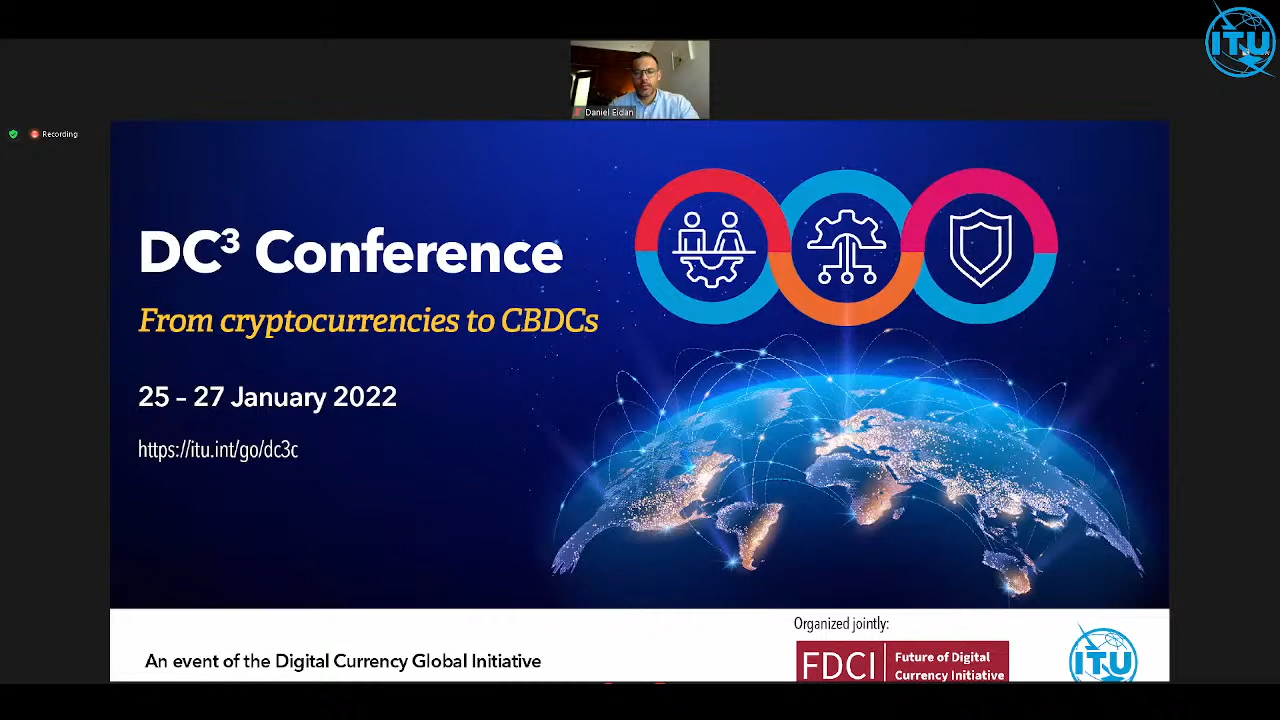 ITU
Daniel Eidan
Recording
DC³ Conference
From cryptocurrencies to CBDCs
25 – 27 January 2022
https://itu.int/go/dc3c
Organized jointly:
An event of the Digital Currency Global Initiative
FDCI
Future of Digital
Currency Initiative
ITU